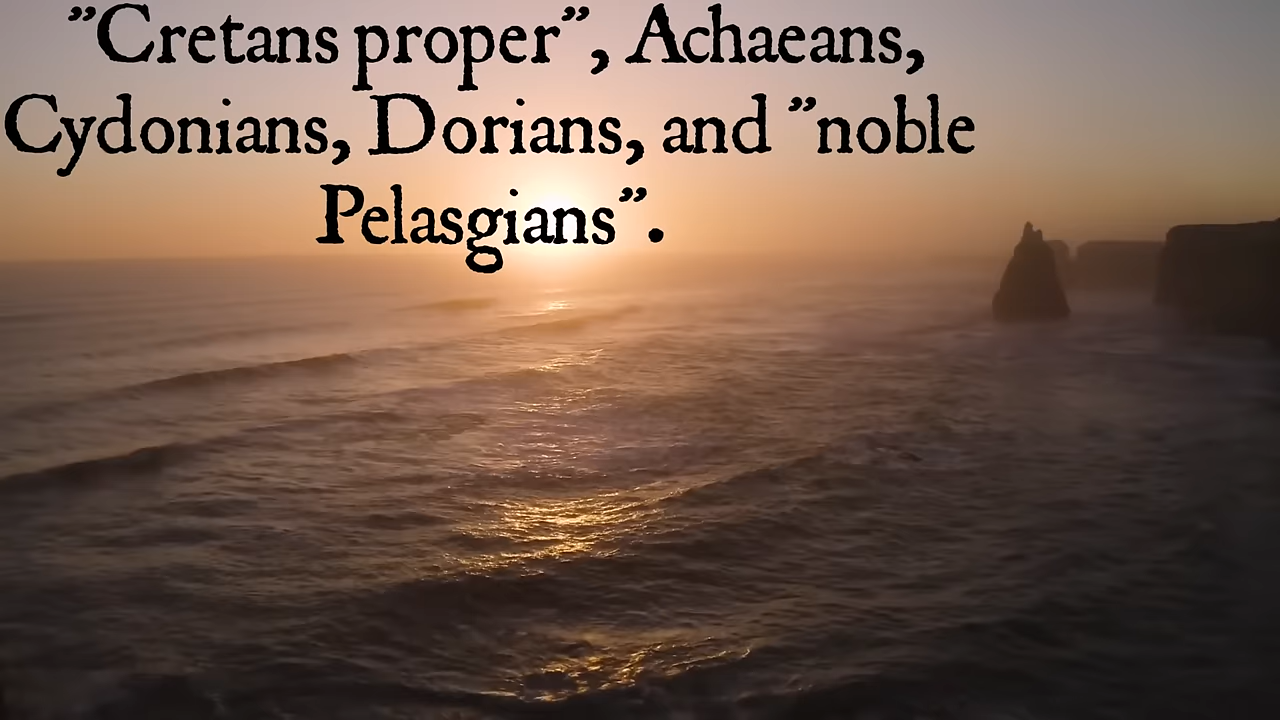 ”Cretans proper”, Achaeans,
Cydonians, Dorians, and ”noble
Pelasgians”.